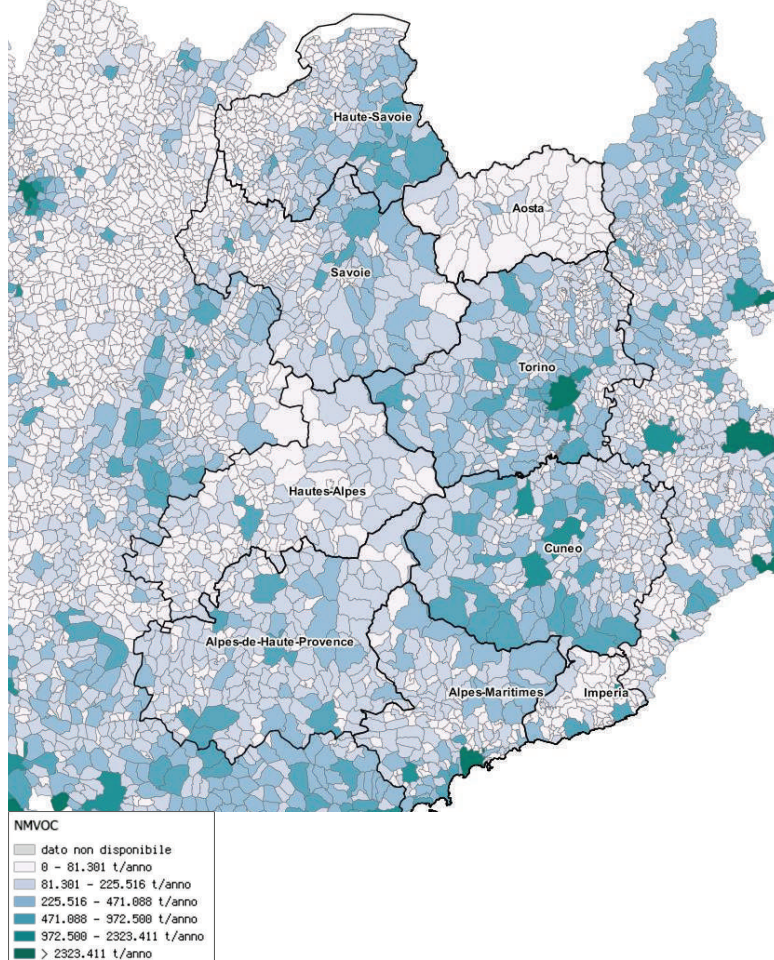 Haute-Savoie
Aosta
Savoie
Torino
Hautes-Alpes
Cuneo
Alpes-de-Haute-Provence
Alpes-Maritimes
Imperia
NMVOC
dato non disponibile
0 - 81.301 t/anno
81.301 - 225.516 t/anno
225.516 - 471.088 t/anno
471.088 - 972.500 t/anno
972.500 - 2323.411 t/anno
> 2323.411 t/anno